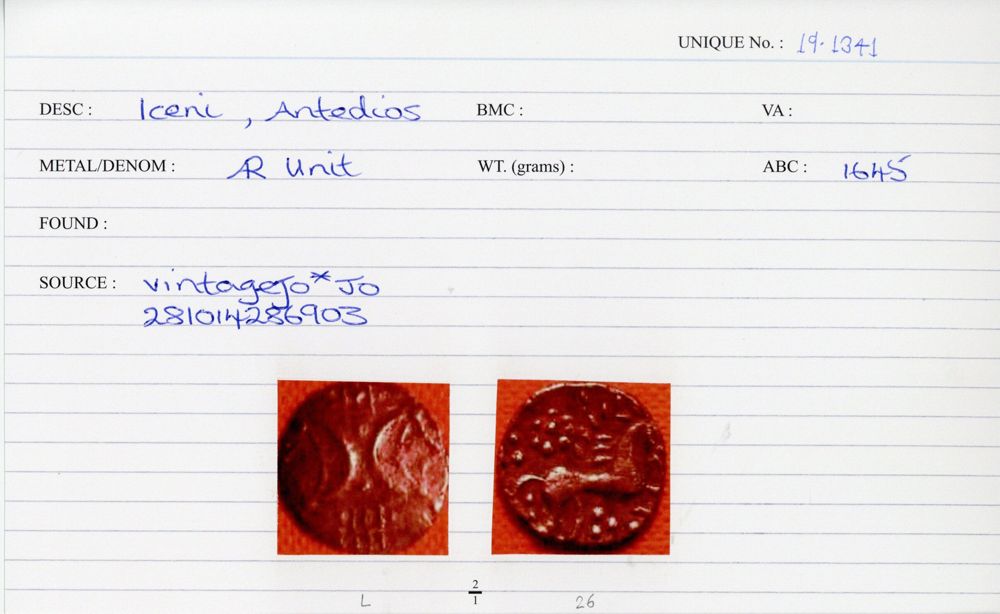 UNIQUE No. : 19.1341
DESC : Iceni, Antedios BMC : VA :
METAL/DENOM : AR Unit WT. (grams) : ABC : 1645
FOUND :
SOURCE : vintagejo*Jo
281014286903
2
1
L 26